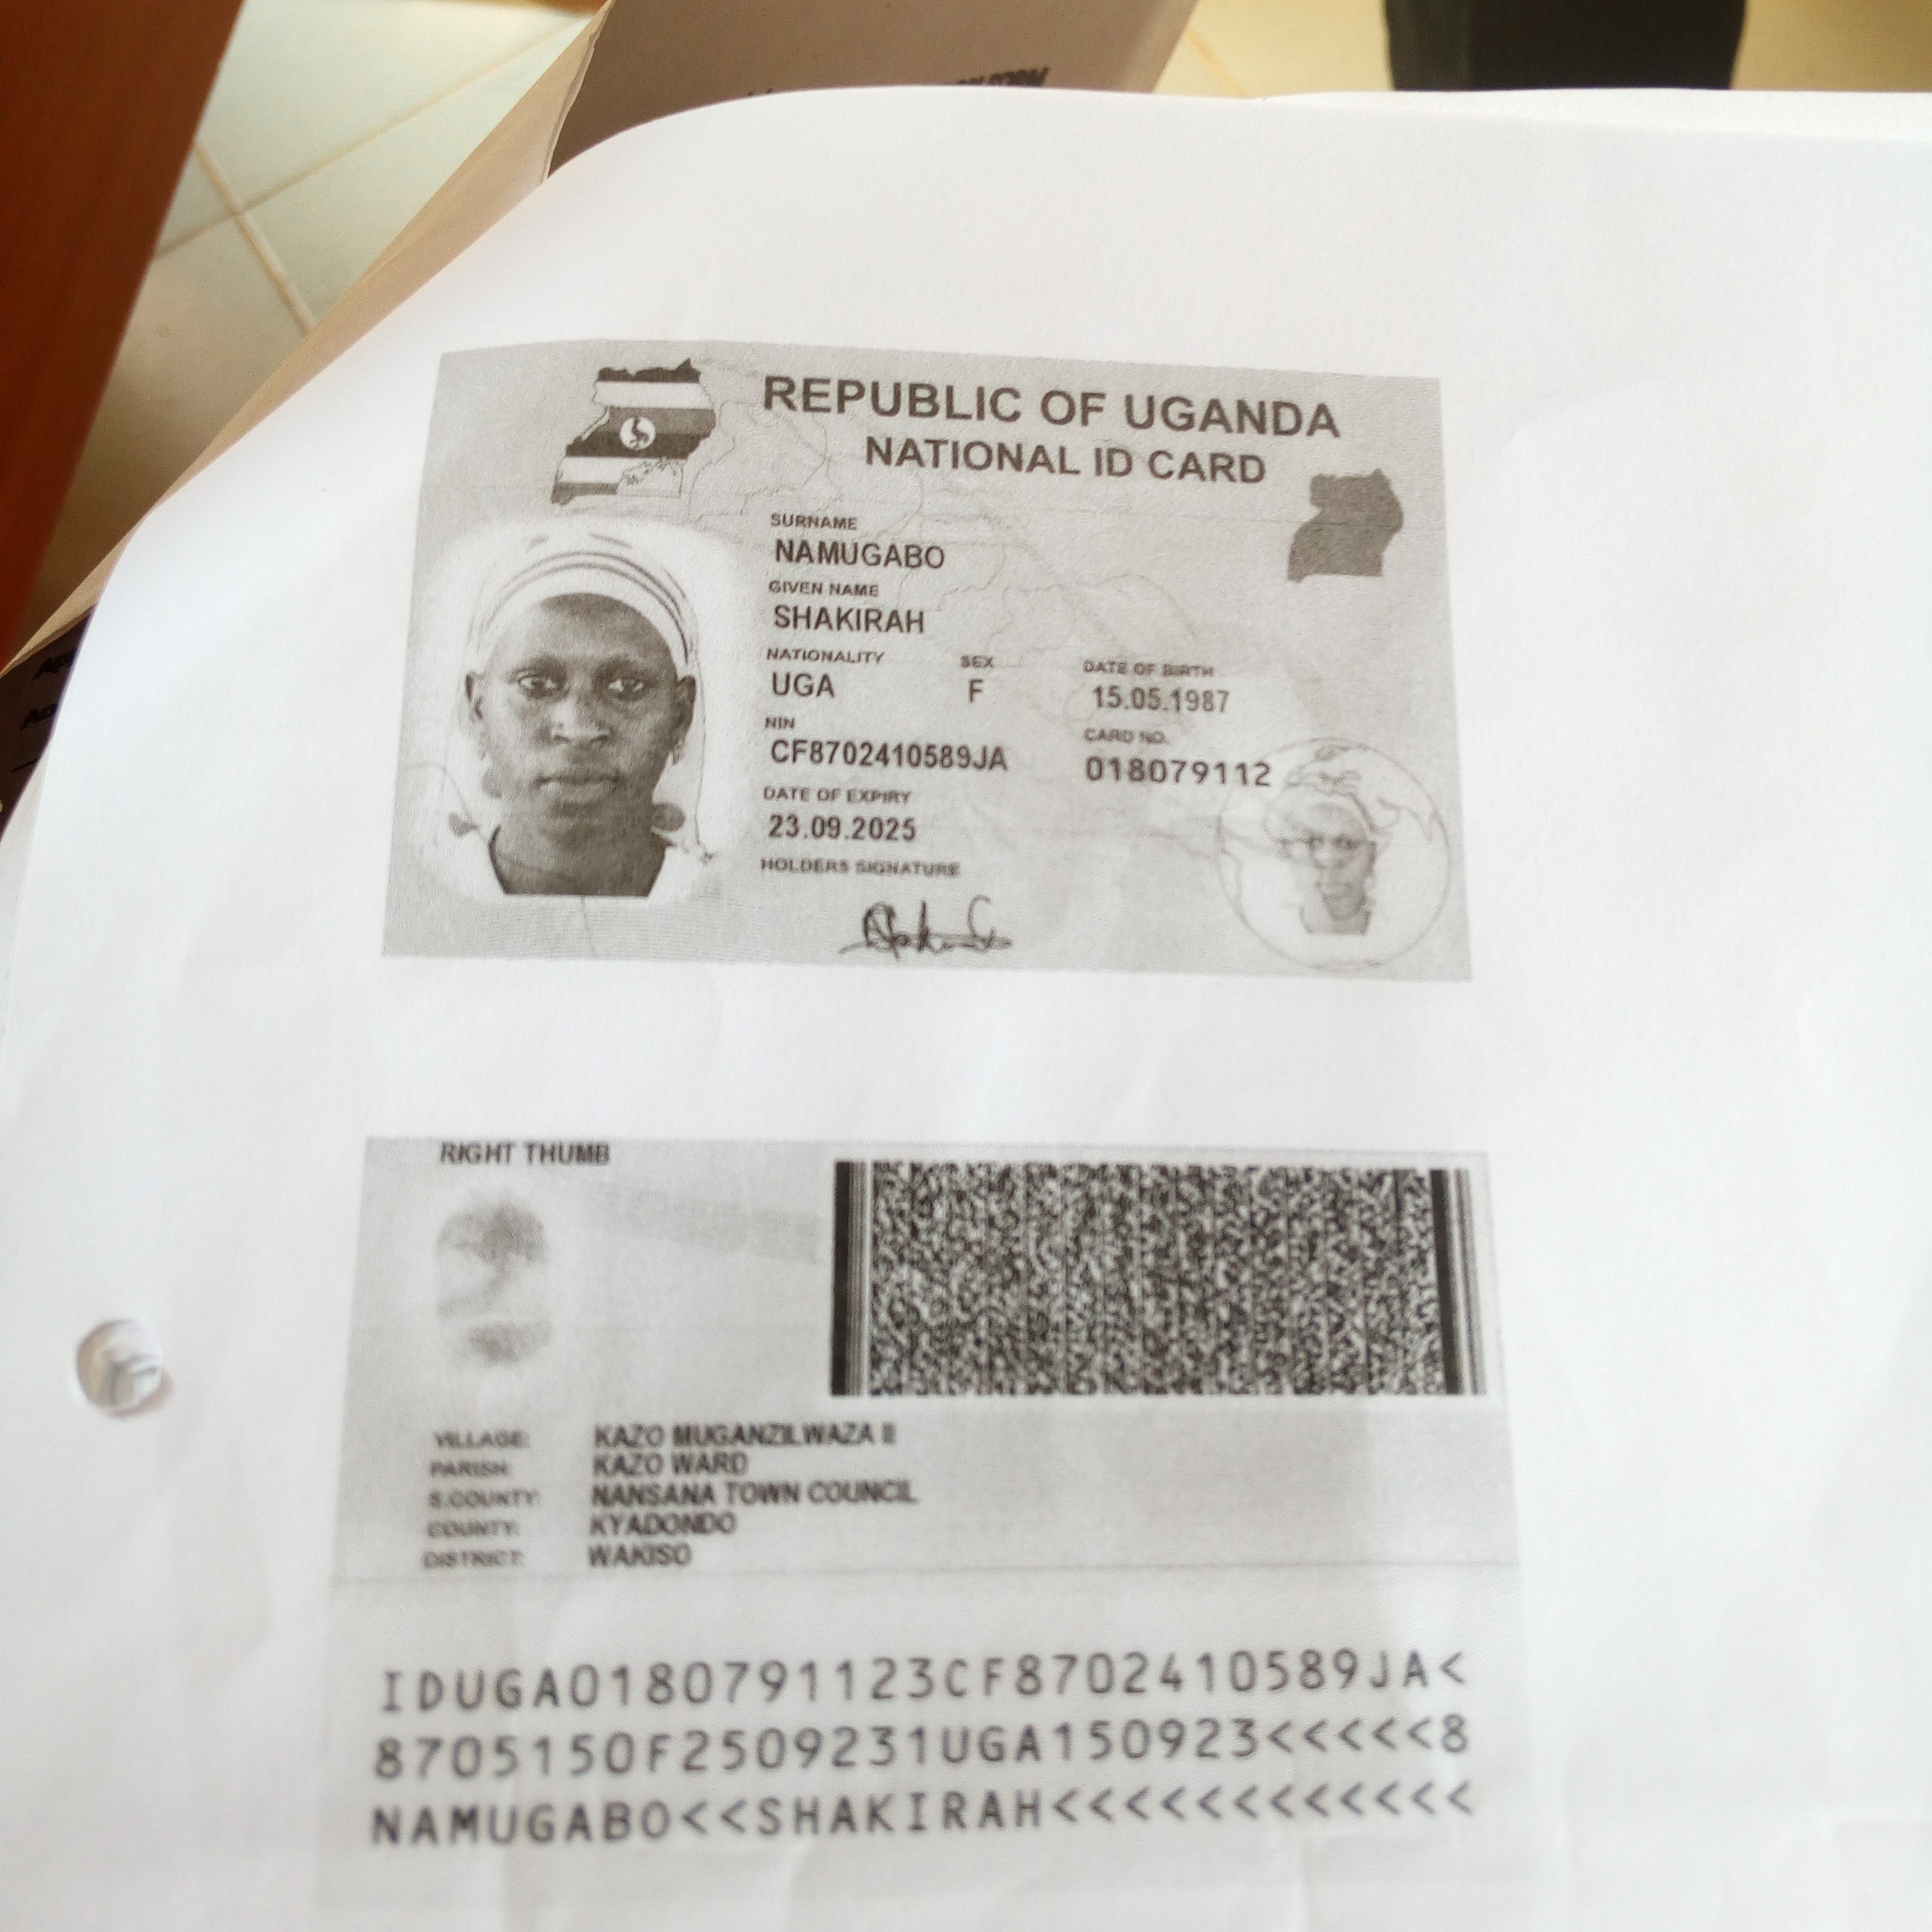 REPUBLIC OF UGANDA
NATIONAL ID CARD
SURNAME
NAMUGABO
GIVEN NAME
SHAKIRAH
NATIONALITY SEX DATE OF BIRTH
UGA F 15.05.1987
NIN CARD NO.
CF8702410589JA 018079112
DATE OF EXPIRY
23.09.2025
HOLDERS SIGNATURE
RIGHT THUMB
VILLAGE: KAZO MUGANZILWAZA II
PARISH: KAZO WARD
S.COUNTY: NANSANA TOWN COUNCIL
COUNTY: KYADONDO
DISTRICT: WAKISO
IDUGA0180791123CF8702410589JA<
8705150F2509231UGA150923<<<<<8
NAMUGABO<<SHAKIRAH<<<<<<<<<<<<